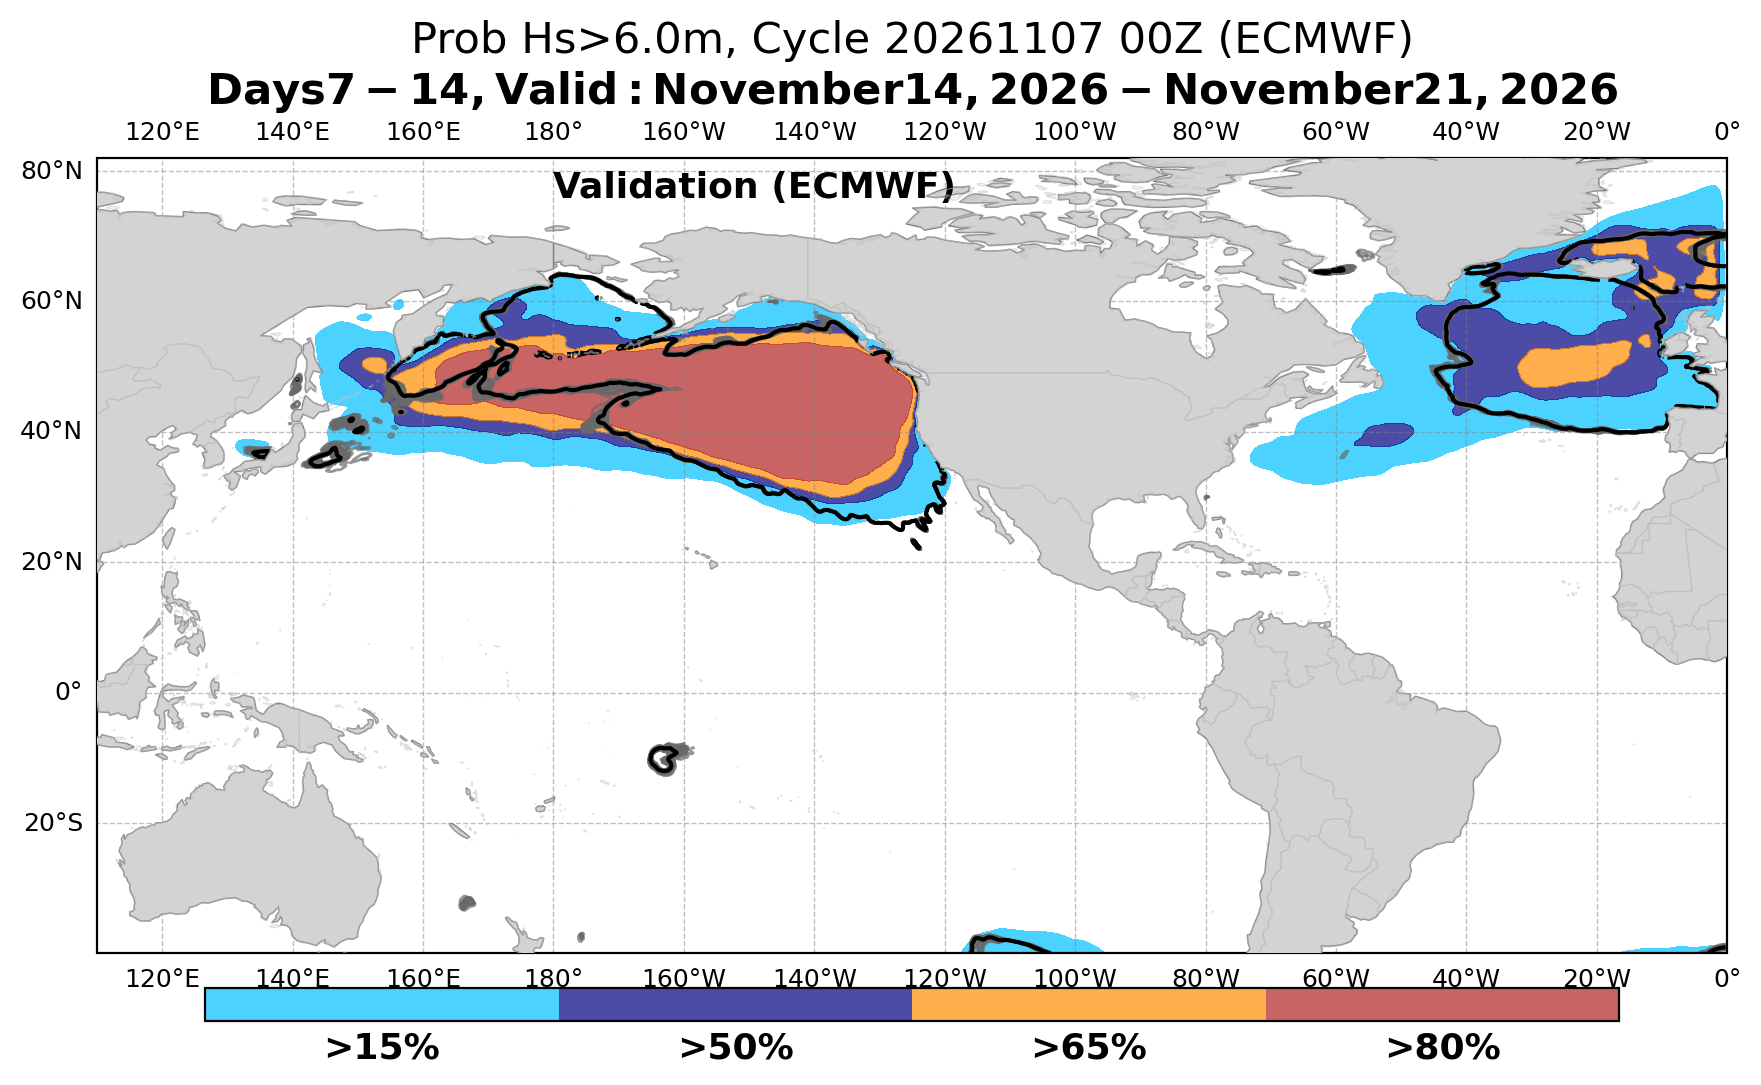 Prob Hs>6.0m, Cycle 20261107 00Z (ECMWF)
Days7 − 14, Valid : November14, 2026 − November21, 2026
120°E 140°E 160°E 180° 160°W 140°W 120°W 100°W 80°W 60°W 40°W 20°W 0°
80°N
Validation (ECMWF)
60°N
40°N
20°N
0°
20°S
120°E 140°E 160°E 180° 160°W 140°W 120°W 100°W 80°W 60°W 40°W 20°W 0°
>15% >50% >65% >80%